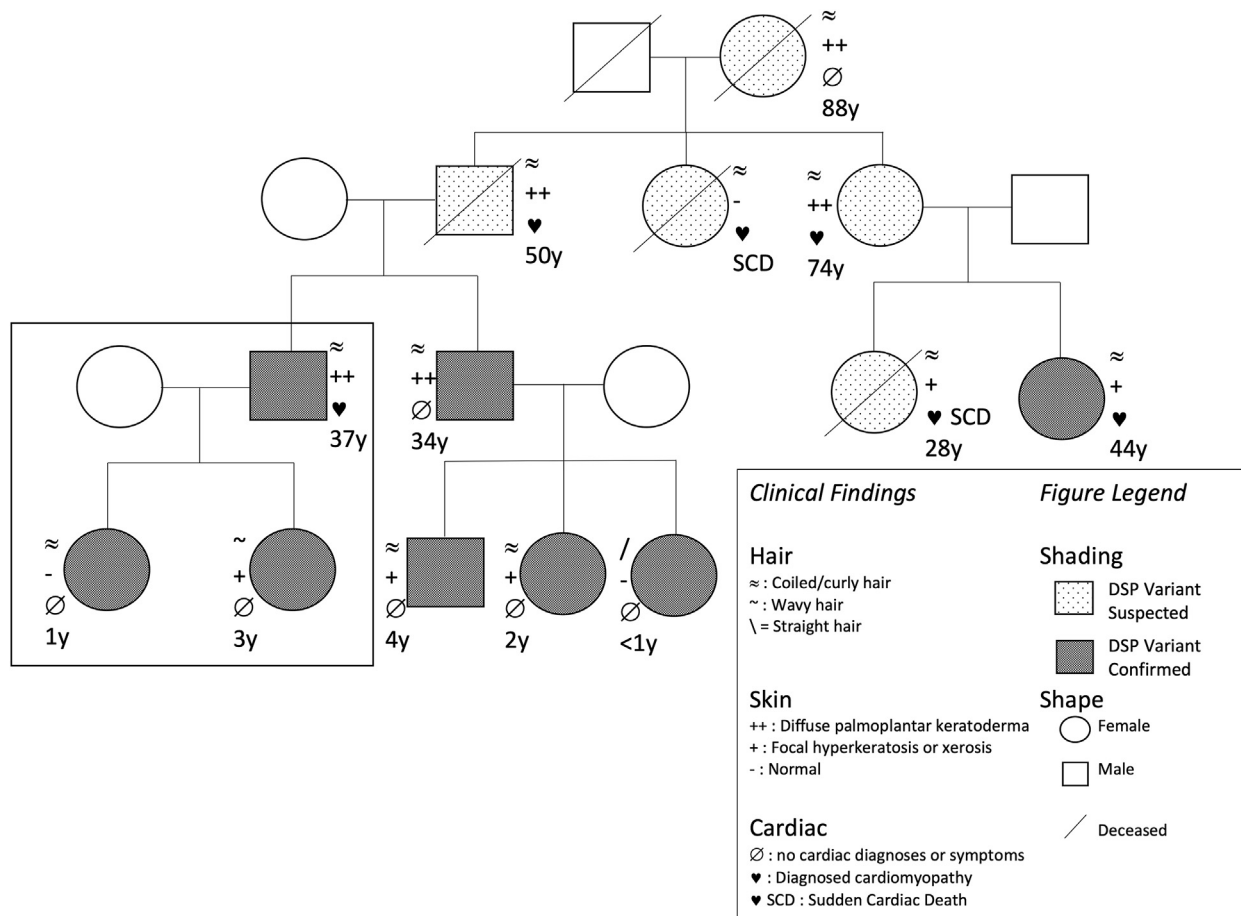 ≈
++
∅
88y
≈
++
♥
50y
≈
-
♥
SCD
≈
++
♥
74y
≈
++
♥
37y
≈
++
∅
34y
≈
+
♥ SCD
28y
≈
+
♥
44y
≈
-
∅
1y
~
+
∅
3y
≈
+
∅
4y
≈
+
∅
2y
/
-
∅
<1y
Clinical Findings
Hair
≈ : Coiled/curly hair
~ : Wavy hair
\ = Straight hair
Skin
++ : Diffuse palmoplantar keratoderma
+ : Focal hyperkeratosis or xerosis
- : Normal
Cardiac
∅ : no cardiac diagnoses or symptoms
♥ : Diagnosed cardiomyopathy
♥ SCD : Sudden Cardiac Death
Figure Legend
Shading
DSP Variant
Suspected
DSP Variant
Confirmed
Shape
Female
Male
Deceased